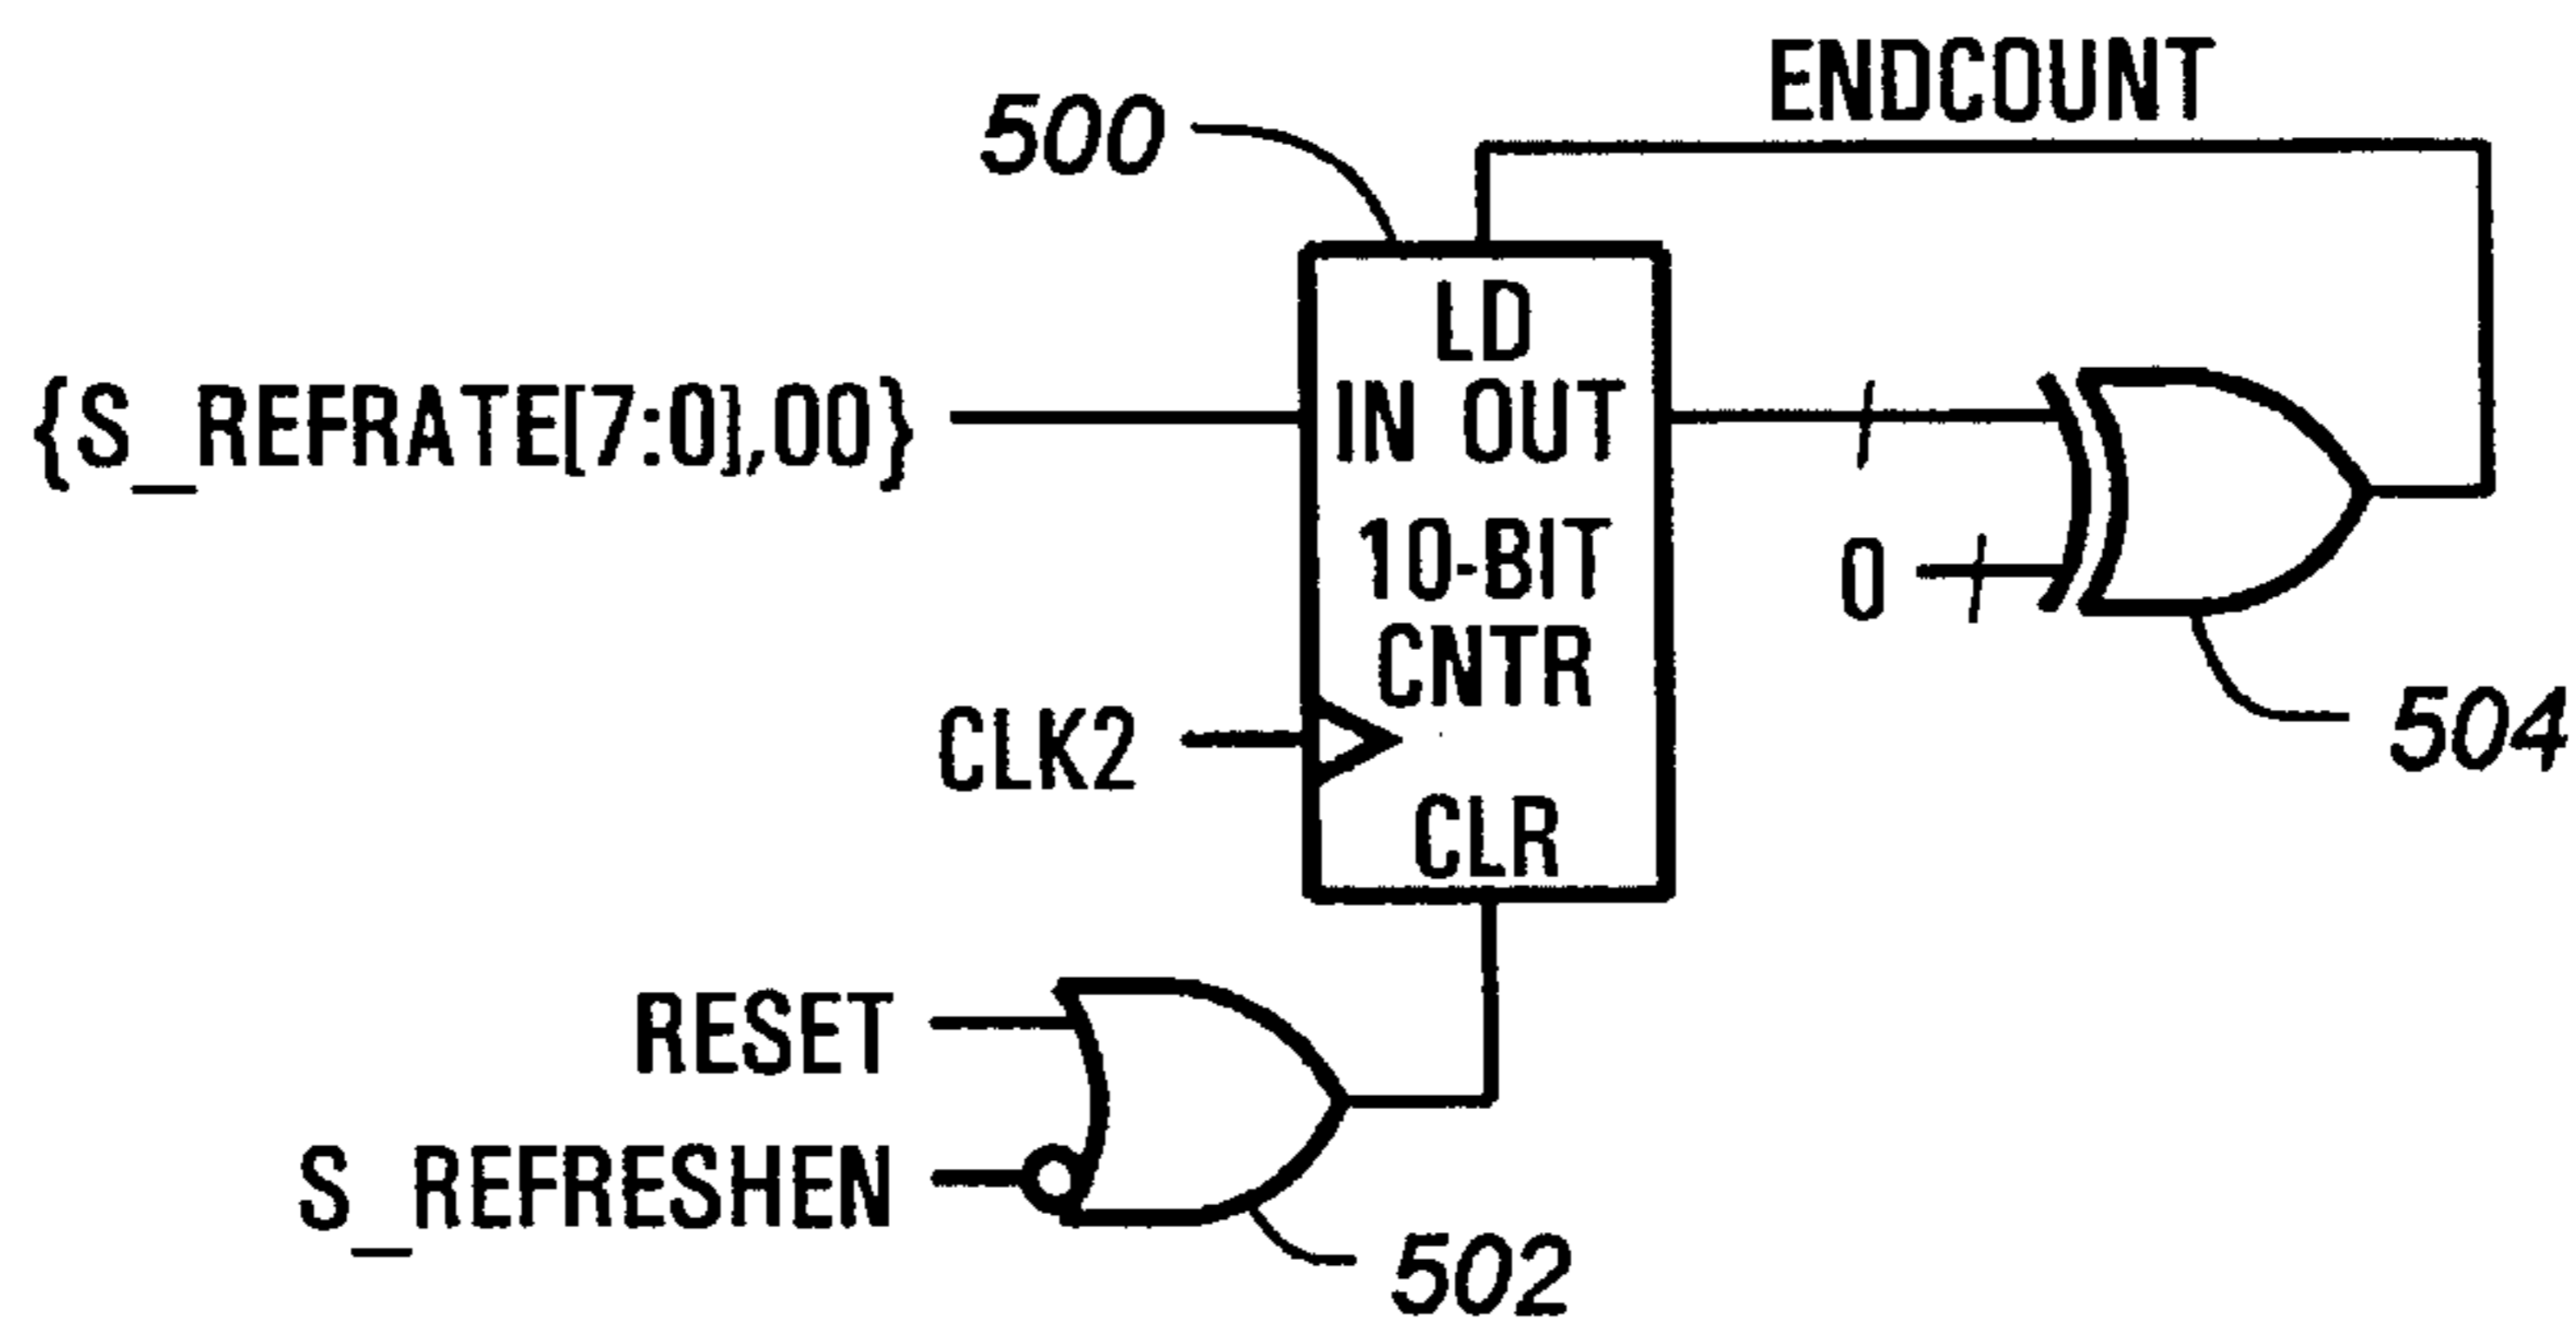 ENDCOUNT
500
LD
{S_REFRATE[7:0],00}
IN OUT
10-BIT
0
CNTR
504
CLK2
CLR
RESET
S_REFRESHEN
502